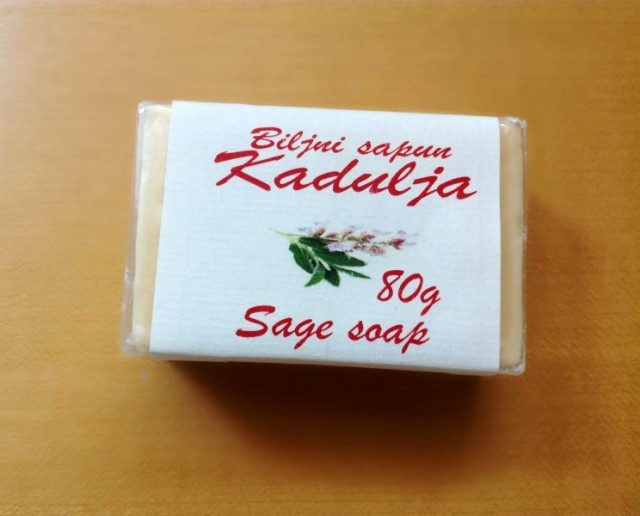 Biljni sapun
Kadulja
80g
Sage soap